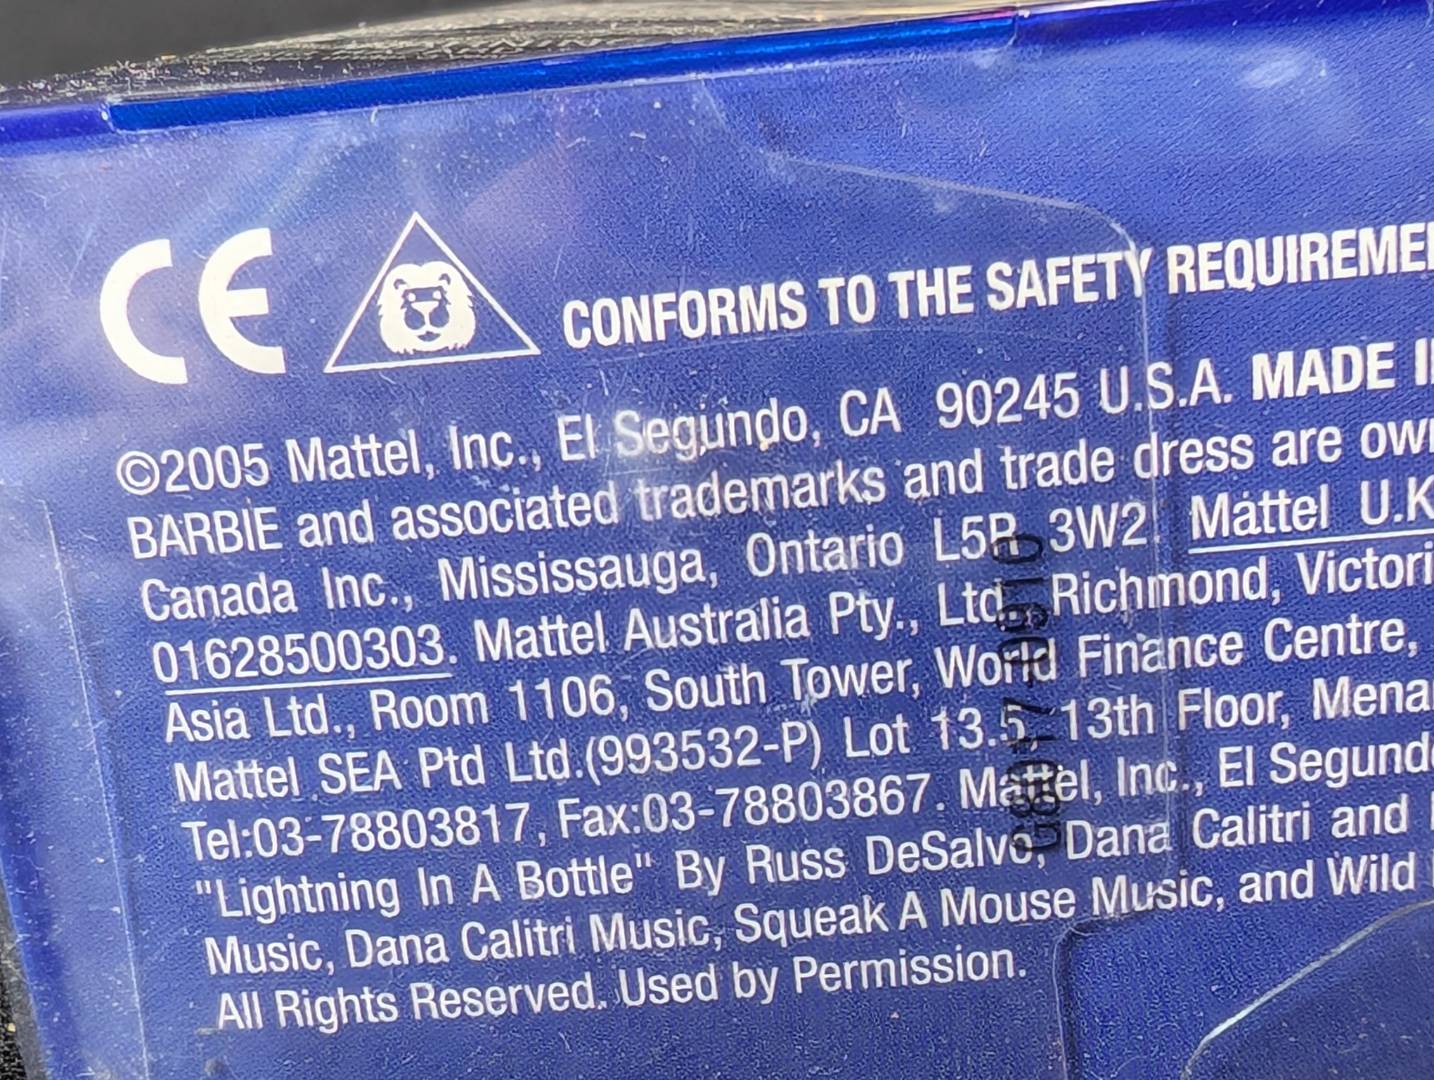 CE CONFORMS TO THE SAFETY REQUIREME
©2005 Mattel, Inc., El Segundo, CA 90245 U.S.A. MADE I
BARBIE and associated trademarks and trade dress are ow
Canada Inc., Mississauga, Ontario L5R 3W2. Mattel U.K
01628500303. Mattel Australia Pty., Ltd., Richmond, Victori
Asia Ltd., Room 1106, South Tower, World Finance Centre,
Mattel SEA Ptd Ltd.(993532-P) Lot 13.5, 13th Floor, Mena
Tel:03-78803817, Fax:03-78803867. Mattel, Inc., El Segund
"Lightning In A Bottle" By Russ DeSalvo, Dana Calitri and
Music, Dana Calitri Music, Squeak A Mouse Music, and Wild
All Rights Reserved. Used by Permission.